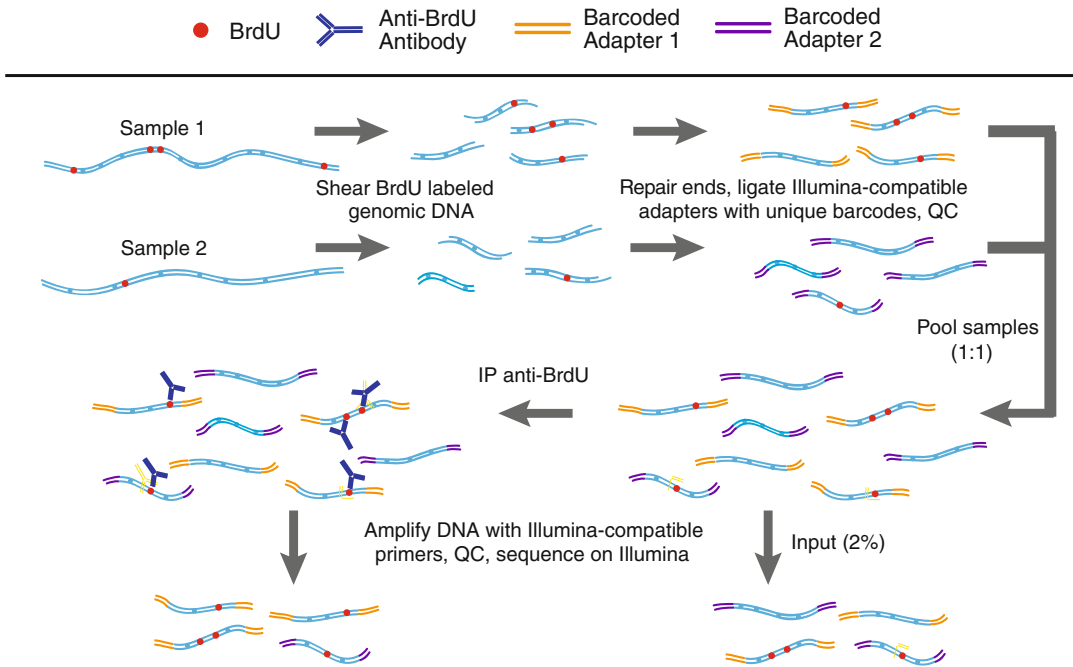 BrdU
Anti-BrdU
Antibody
Barcoded
Adapter 1
Barcoded
Adapter 2
Sample 1
Shear BrdU labeled
genomic DNA
Repair ends, ligate Illumina-compatible
adapters with unique barcodes, QC
Sample 2
Pool samples
(1:1)
IP anti-BrdU
Amplify DNA with Illumina-compatible
primers, QC, sequence on Illumina
Input (2%)